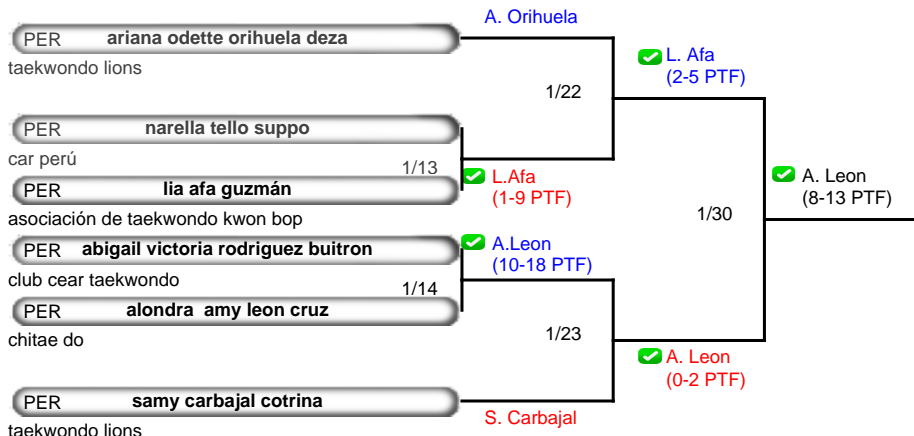 A. Orihuela
PER ariana odette orihuela deza
taekwondo lions
L. Afa
(2-5 PTF)
1/22
PER narella tello suppo
car perú
1/13
L.Afa
(1-9 PTF)
PER lia afa guzmán
asociación de taekwondo kwon bop
A. Leon
(8-13 PTF)
1/30
PER abigail victoria rodriguez buitron
club cear taekwondo
A.Leon
(10-18 PTF)
1/14
PER alondra amy leon cruz
chitae do
1/23
A. Leon
(0-2 PTF)
PER samy carbajal cotrina
taekwondo lions
S. Carbajal